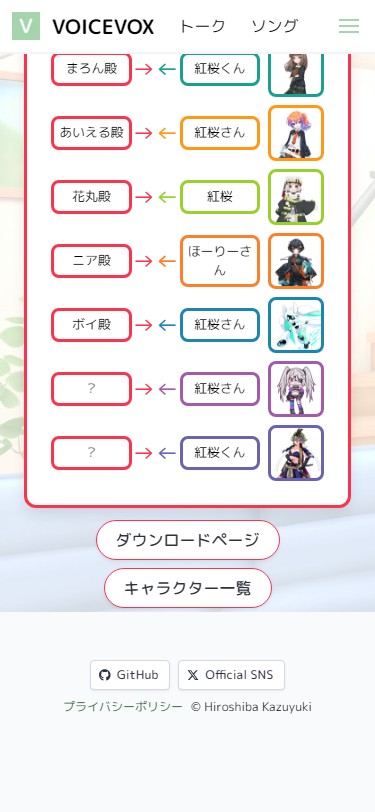 V VOICEVOX トーク ソング
まろん殿 → ← 紅桜くん
あいえる殿 → ← 紅桜さん
花丸殿 → ← 紅桜
ニア殿 → ← ほーりーさ
ん
ボイ殿 → ← 紅桜さん
? → ← 紅桜さん
? → ← 紅桜くん
ダウンロードページ
キャラクター一覧
GitHub Official SNS
プライバシーポリシー © Hiroshiba Kazuyuki